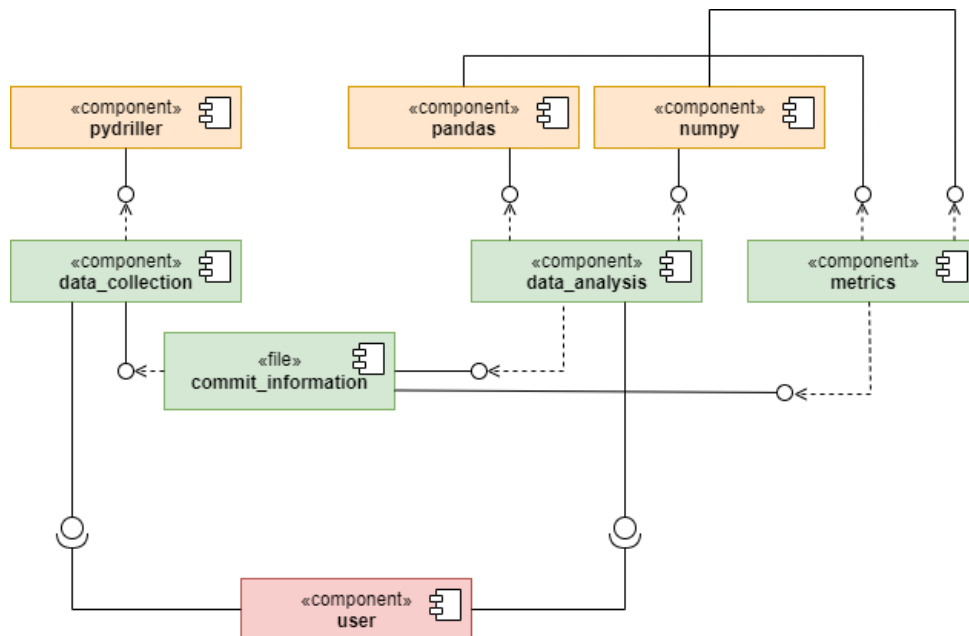 «component»
pydriller
«component»
pandas
«component»
numpy
«component»
data_collection
«component»
data_analysis
«component»
metrics
«file»
commit_information
«component»
user